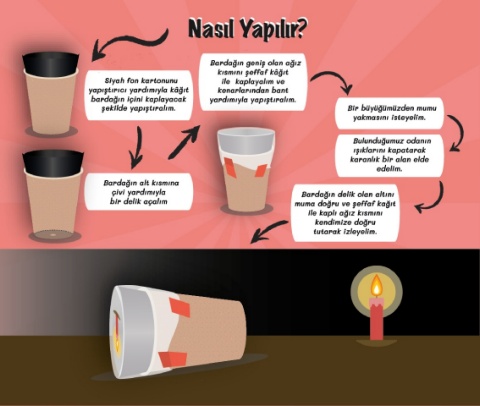 Nasıl Yapılır?
Siyah fon kartonunu
yapıştırıcı yardımıyla kâğıt
bardağın içini kaplayacak
şekilde yapıştıralım.
Bardağın alt kısmına
çivi yardımıyla
bir delik açalım
Bardağın geniş olan ağız
kısmını şeffaf kâğıt
ile kaplayalım ve
kenarlarından bant
yardımıyla yapıştıralım.
Bir büyüğümüzden mumu
yakmasını isteyelim.
Bulunduğumuz odanın
ışıklarını kapatarak
karanlık bir alan elde
edelim.
Bardağın delik olan altını
muma doğru ve şeffaf kağıt
ile kaplı ağız kısmını
kendimize doğru
tutarak izleyelim.